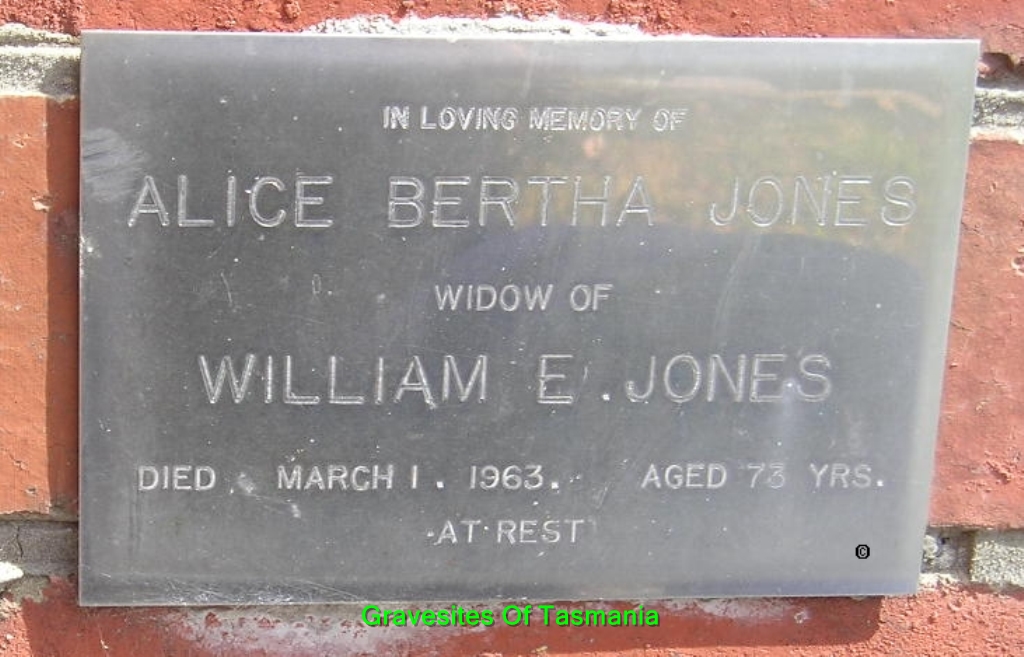 IN LOVING MEMORY OF
ALICE BERTHA JONES
WIDOW OF
WILLIAM E. JONES
DIED MARCH 1. 1963. AGED 73 YRS.
AT REST
©
Gravesites Of Tasmania